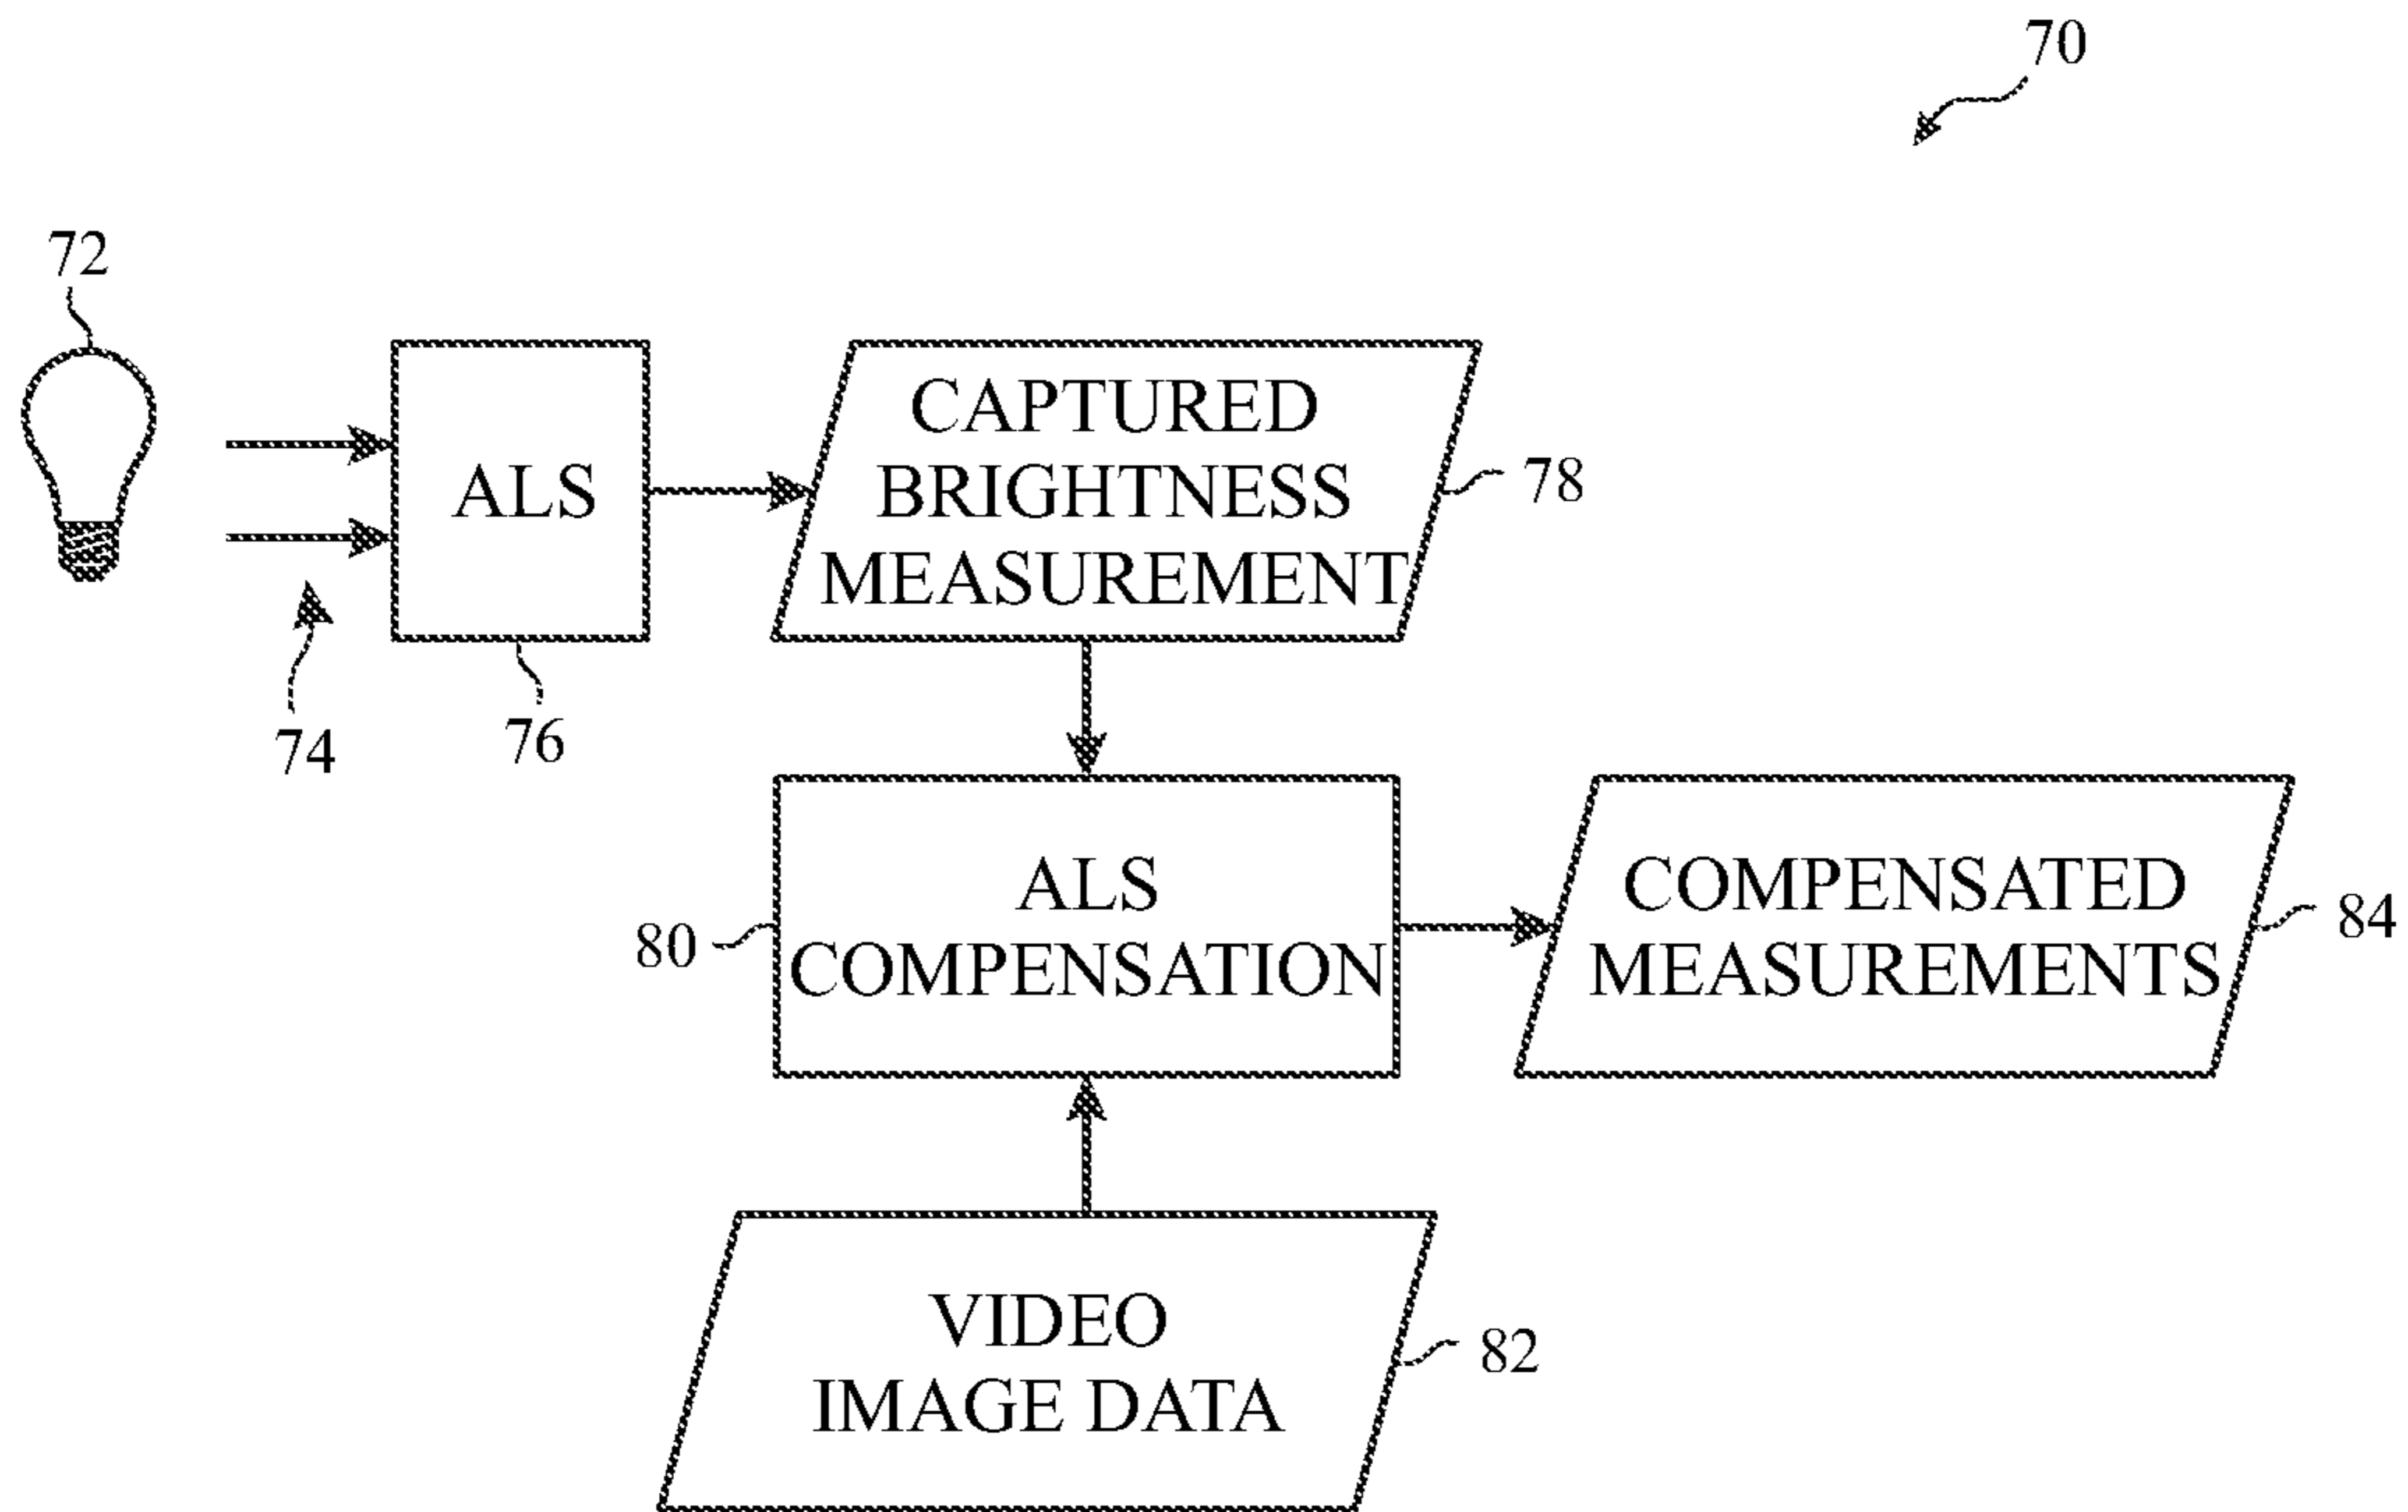 70
72
CAPTURED
BRIGHTNESS
MEASUREMENT
ALS
78
74
76
ALS
COMPENSATION
80
COMPENSATED
MEASUREMENTS
84
VIDEO
IMAGE DATA
82